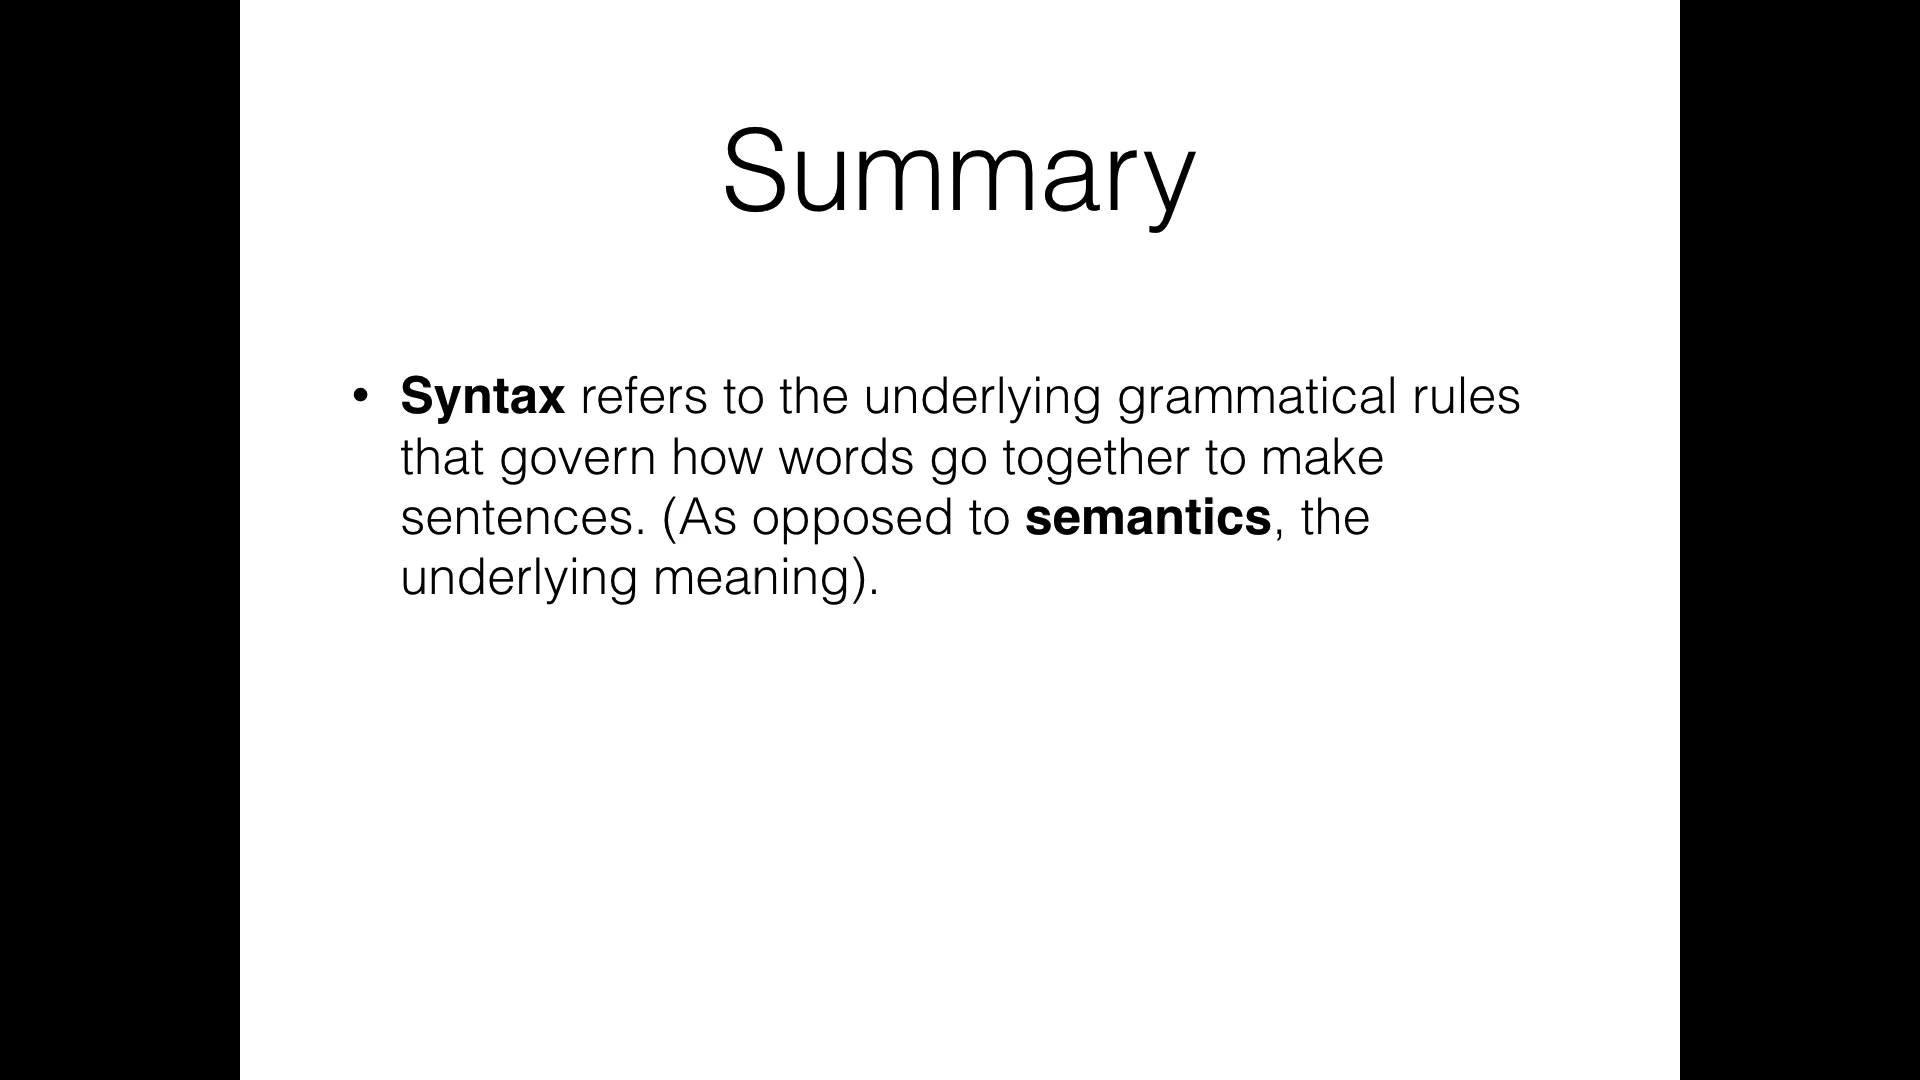 Summary
• Syntax refers to the underlying grammatical rules
that govern how words go together to make
sentences. (As opposed to semantics, the
underlying meaning).